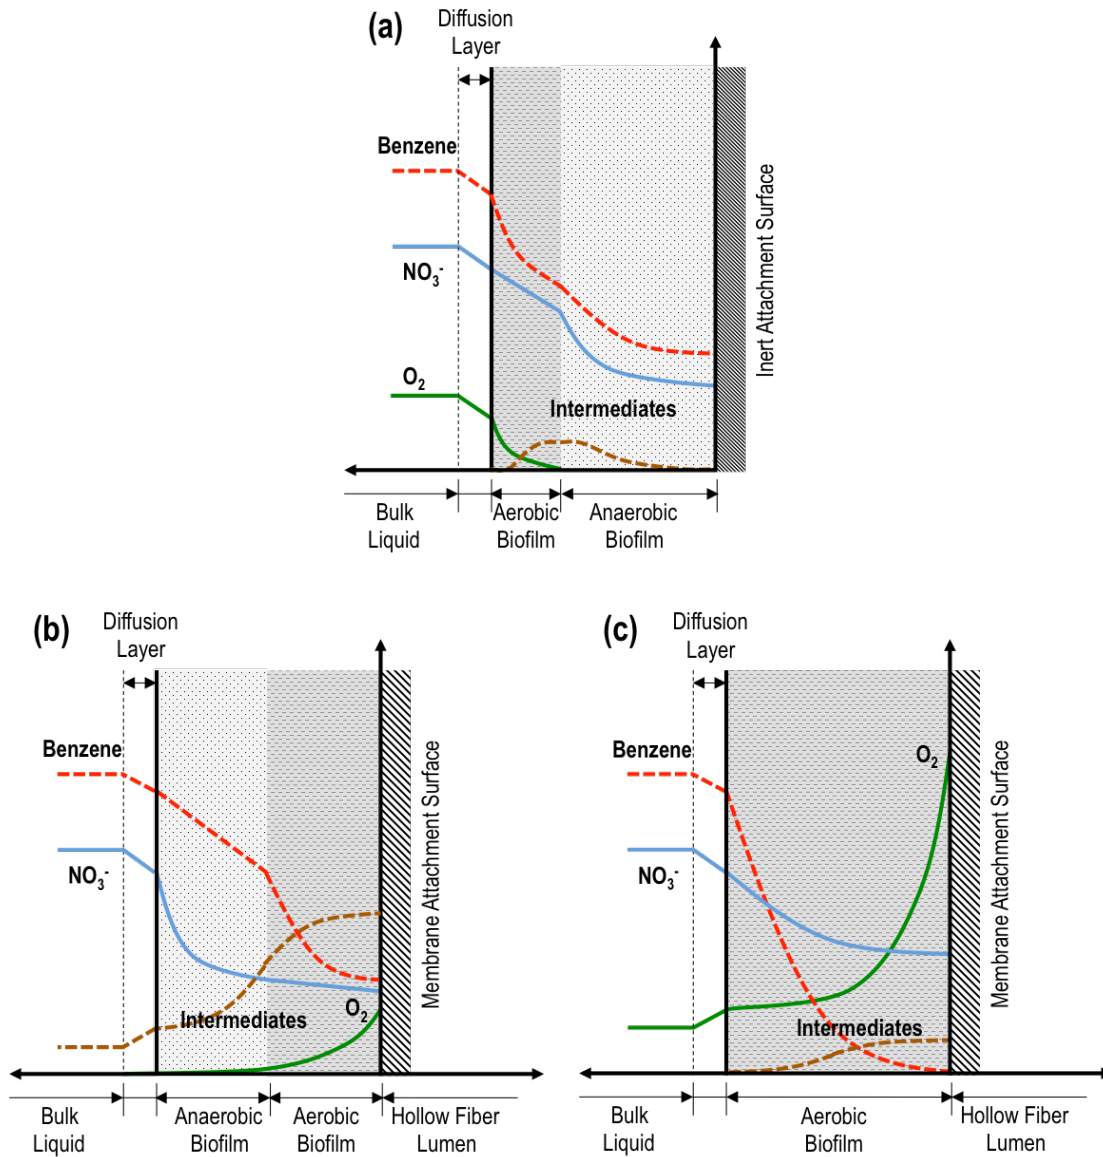 (a)
Diffusion
Layer
Benzene
NO₃⁻
O₂
Intermediates
Inert Attachment Surface
Bulk
Liquid
Aerobic
Biofilm
Anaerobic
Biofilm
(b)
Diffusion
Layer
Benzene
NO₃⁻
O₂
Intermediates
Membrane Attachment Surface
Bulk
Liquid
Anaerobic
Biofilm
Aerobic
Biofilm
Hollow Fiber
Lumen
(c)
Diffusion
Layer
Benzene
O₂
NO₃⁻
Intermediates
Membrane Attachment Surface
Bulk
Liquid
Aerobic
Biofilm
Hollow Fiber
Lumen